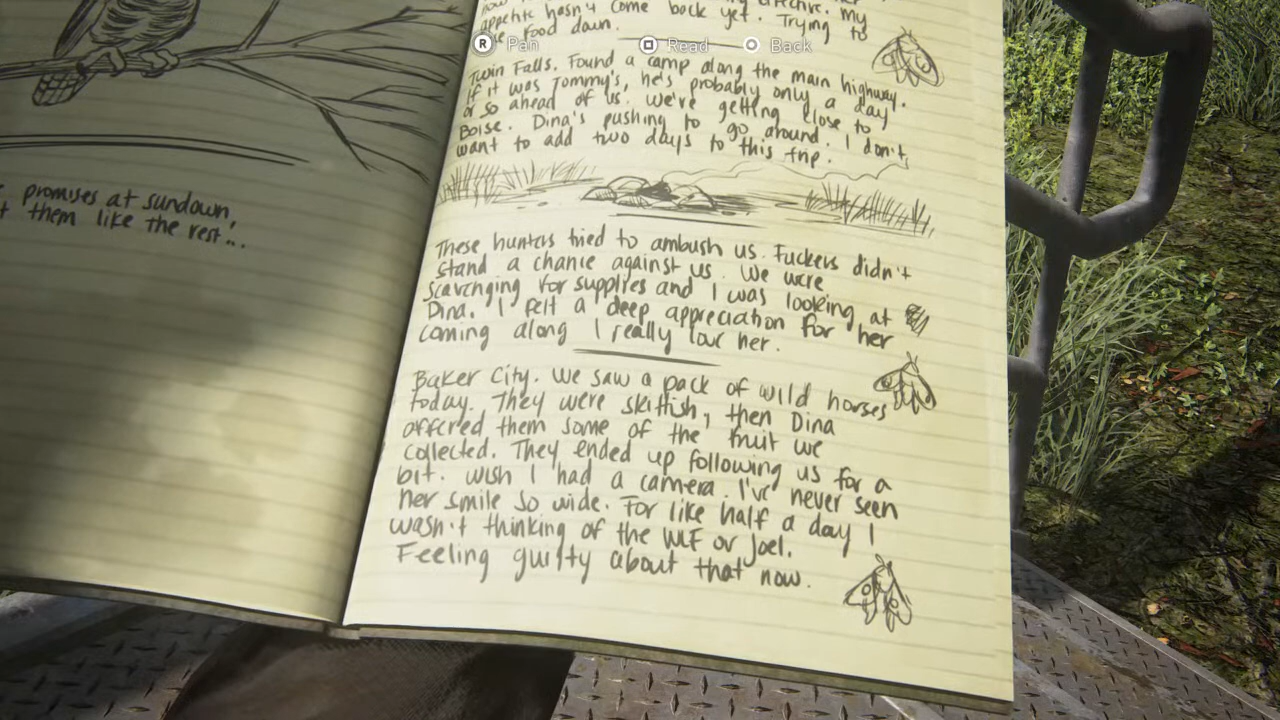 appetite hasn't come back yet. Trying to
food down.
R Pan
Read
Back
Twin Falls. Found a camp along the main highway.
If it was Tommy's, he's probably only a day
or so ahead of us. We're getting close to
Boise. Dina's pushing to go around. I don't
want to add two days to this trip.
promises at sundown,
them like the rest...
These hunters tried to ambush us. Fuckers didn't
stand a chance against us. We were
scavenging for supplies and I was looking at
Dina. I felt a deep appreciation for her
coming along I really love her.
Baker City. We saw a pack of wild horses
today. They were skittish, then Dina
offered them some of the fruit we
collected. They ended up following us for a
bit. Wish I had a camera. I've never seen
her smile so wide. For like half a day I
wasn't thinking of the WLF or Joel.
Feeling guilty about that now.